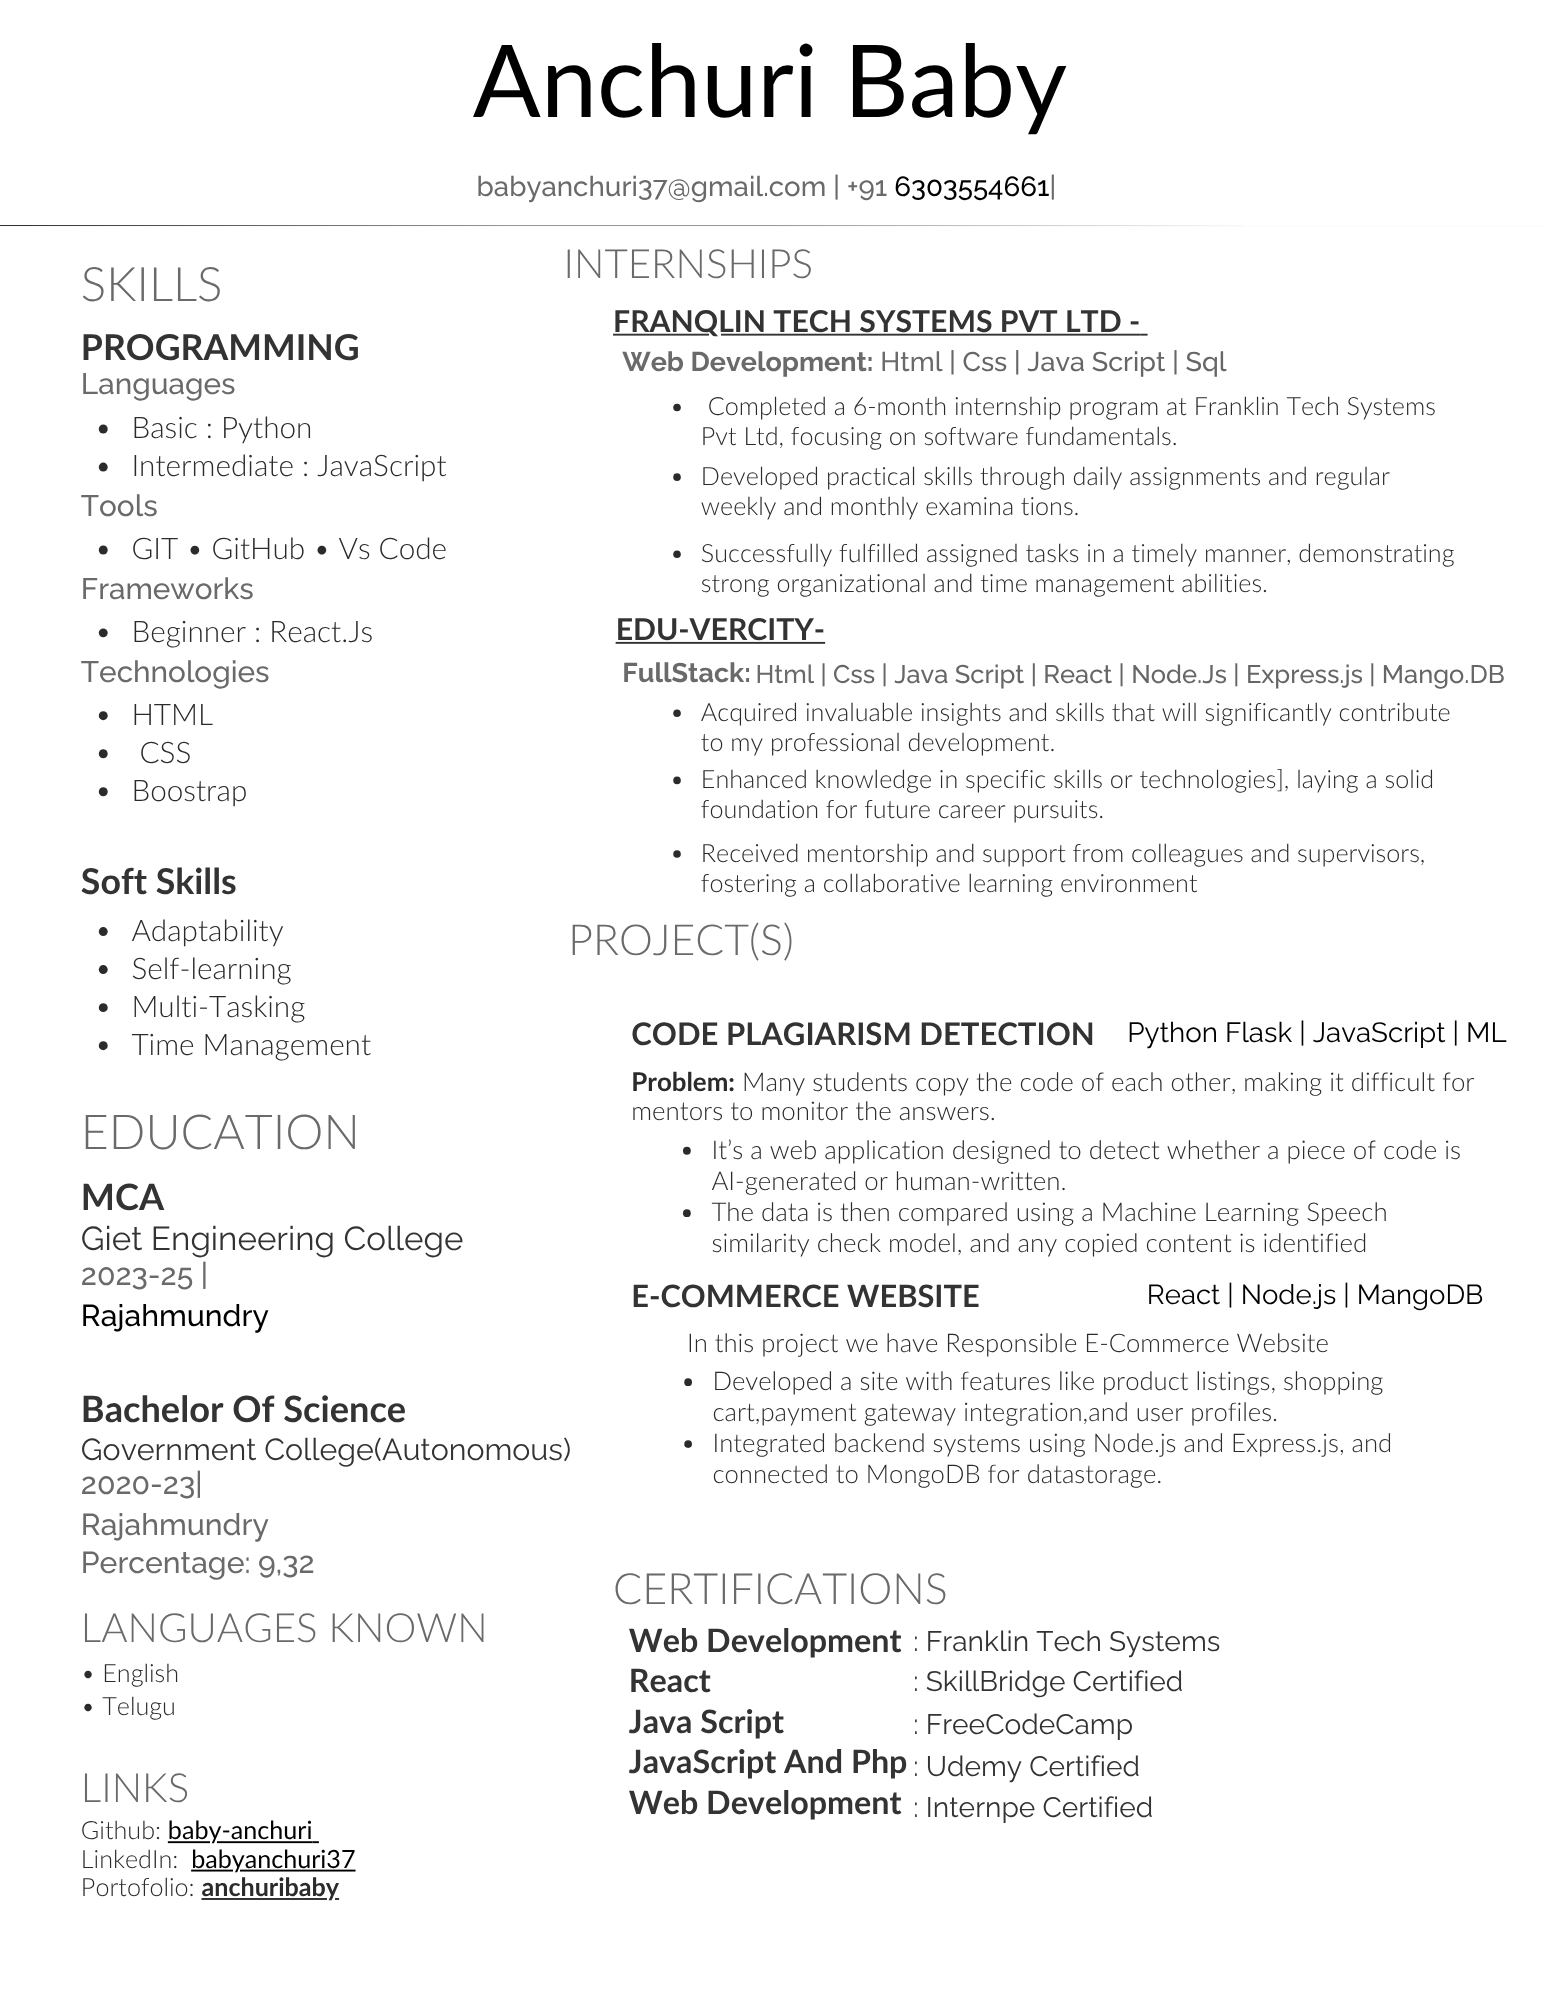 Anchuri Baby
babyanchuri37@gmail.com | +91 6303554661|
SKILLS
PROGRAMMING
Languages
• Basic : Python
• Intermediate : JavaScript
Tools
• GIT • GitHub • Vs Code
Frameworks
• Beginner : React.Js
Technologies
• HTML
• CSS
• Boostrap
Soft Skills
• Adaptability
• Self-learning
• Multi-Tasking
• Time Management
EDUCATION
MCA
Giet Engineering College
2023-25 |
Rajahmundry
Bachelor Of Science
Government College(Autonomous)
2020-23|
Rajahmundry
Percentage: 9,32
LANGUAGES KNOWN
• English
• Telugu
LINKS
Github: baby-anchuri
LinkedIn: babyanchuri37
Portofolio: anchuribaby
INTERNSHIPS
FRANQLIN TECH SYSTEMS PVT LTD -
Web Development: Html | Css | Java Script | Sql
• Completed a 6-month internship program at Franklin Tech Systems
Pvt Ltd, focusing on software fundamentals.
• Developed practical skills through daily assignments and regular
weekly and monthly examina tions.
• Successfully fulfilled assigned tasks in a timely manner, demonstrating
strong organizational and time management abilities.
EDU-VERCITY-
FullStack: Html | Css | Java Script | React | Node.Js | Express.js | Mango.DB
• Acquired invaluable insights and skills that will significantly contribute
to my professional development.
• Enhanced knowledge in specific skills or technologies], laying a solid
foundation for future career pursuits.
• Received mentorship and support from colleagues and supervisors,
fostering a collaborative learning environment
PROJECT(S)
CODE PLAGIARISM DETECTION Python Flask | JavaScript | ML
Problem: Many students copy the code of each other, making it difficult for
mentors to monitor the answers.
• It’s a web application designed to detect whether a piece of code is
AI-generated or human-written.
• The data is then compared using a Machine Learning Speech
similarity check model, and any copied content is identified
E-COMMERCE WEBSITE React | Node.js | MangoDB
In this project we have Responsible E-Commerce Website
• Developed a site with features like product listings, shopping
cart,payment gateway integration,and user profiles.
• Integrated backend systems using Node.js and Express.js, and
connected to MongoDB for datastorage.
CERTIFICATIONS
Web Development : Franklin Tech Systems
React : SkillBridge Certified
Java Script : FreeCodeCamp
JavaScript And Php : Udemy Certified
Web Development : Internpe Certified